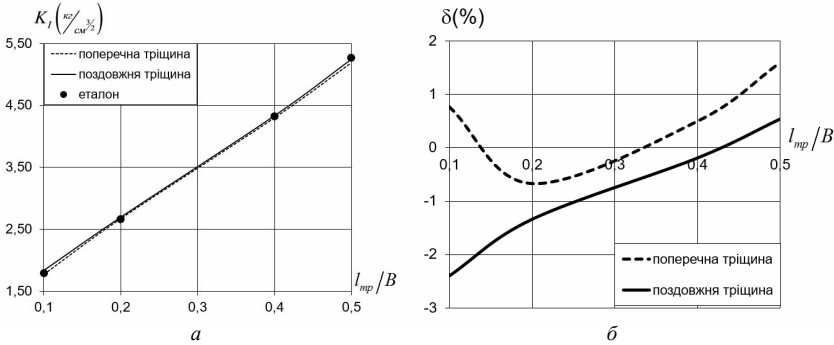 K_I (кг/см^3/2)
5,50
4,50
3,50
2,50
1,50
поперечна тріщина
поздовжня тріщина
еталон
0,1 0,2 0,3 0,4 0,5
l_тр/B
а
δ(%)
2
1
0
-1
-2
-3
l_тр/B
0,1 0,2 0,3 0,4 0,5
поперечна тріщина
поздовжня тріщина
б